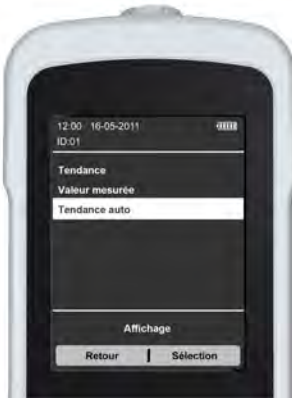 12:00 16-05-2011
ID:01
Tendance
Valeur mesurée
Tendance auto
Affichage
Retour | Sélection